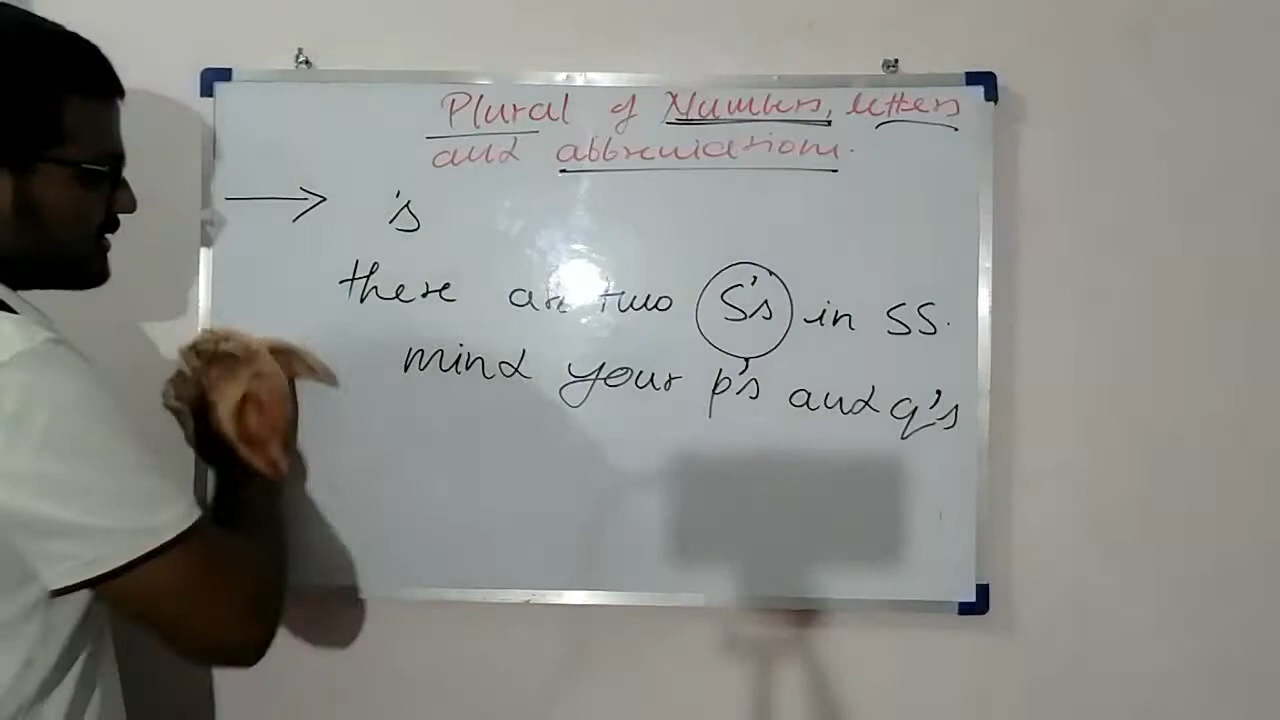 Plural of Numbers, letters
and abbreviations.
→ 's
there are two S's in SS.
mind your p's and q's